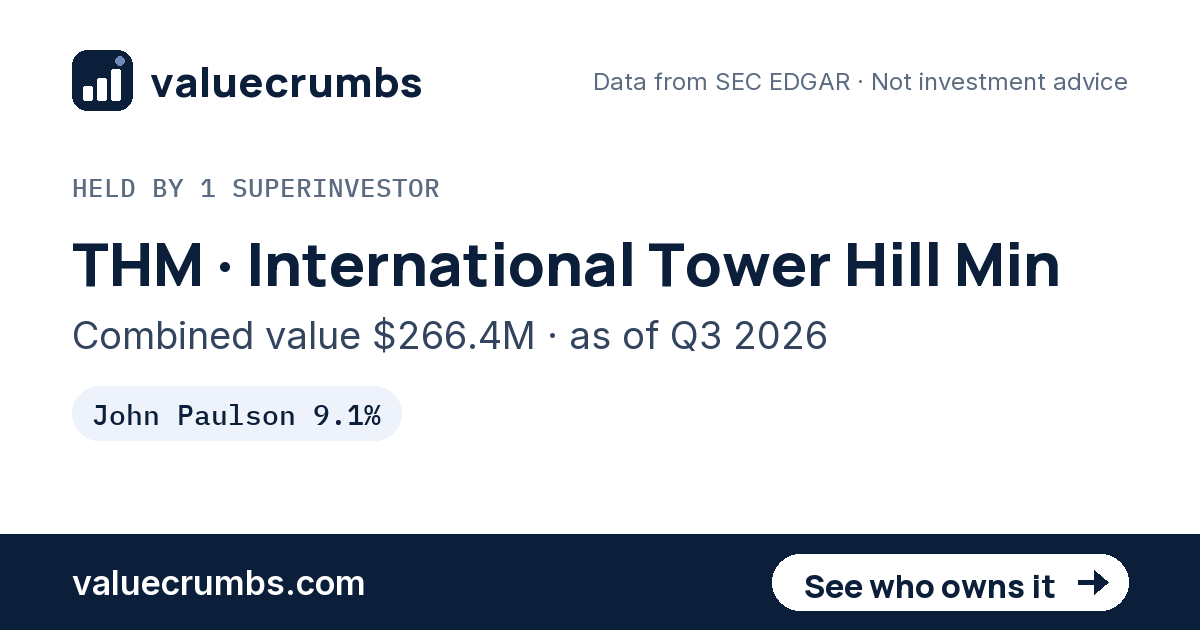 valuecrumbs
Data from SEC EDGAR · Not investment advice
HELD BY 1 SUPERINVESTOR
THM · International Tower Hill Min
Combined value $266.4M · as of Q3 2026
John Paulson 9.1%
valuecrumbs.com
See who owns it →